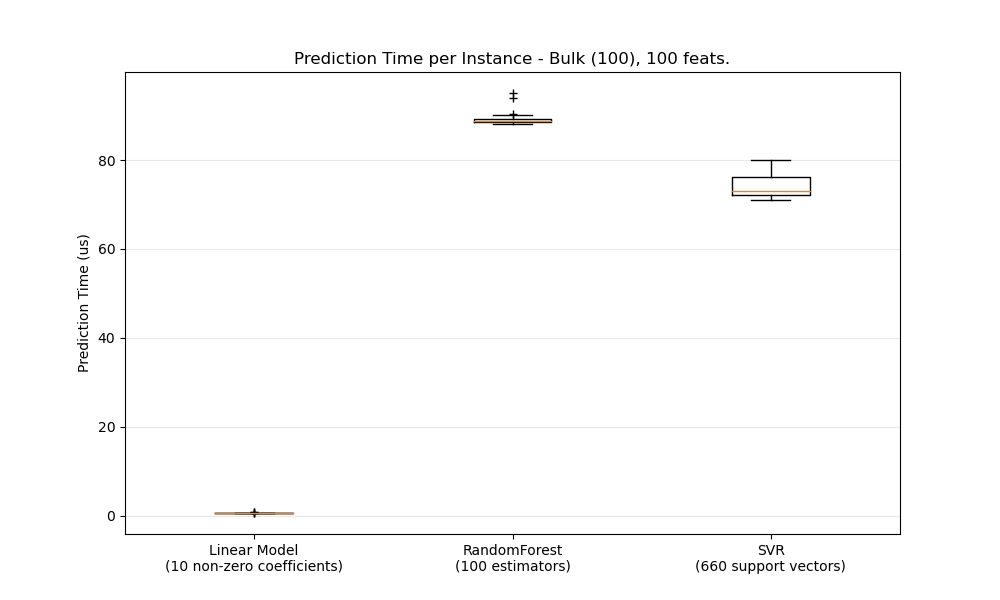 Prediction Time per Instance - Bulk (100), 100 feats.
Prediction Time (us)
80
60
40
20
0
Linear Model
(10 non-zero coefficients)
RandomForest
(100 estimators)
SVR
(660 support vectors)